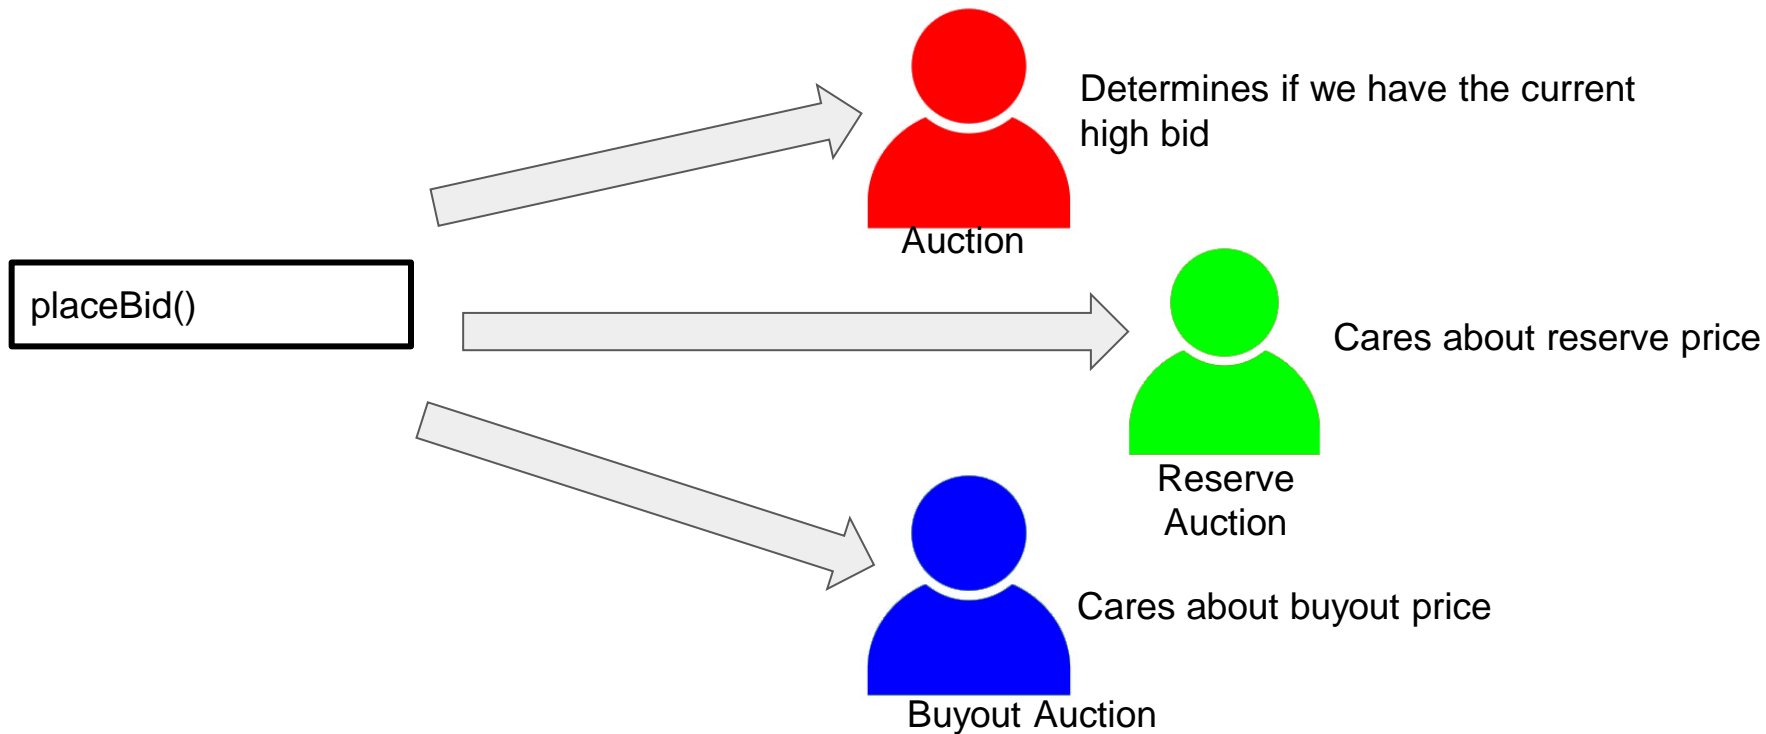 Determines if we have the current
high bid
Auction
placeBid()
Cares about reserve price
Reserve
Auction
Cares about buyout price
Buyout Auction